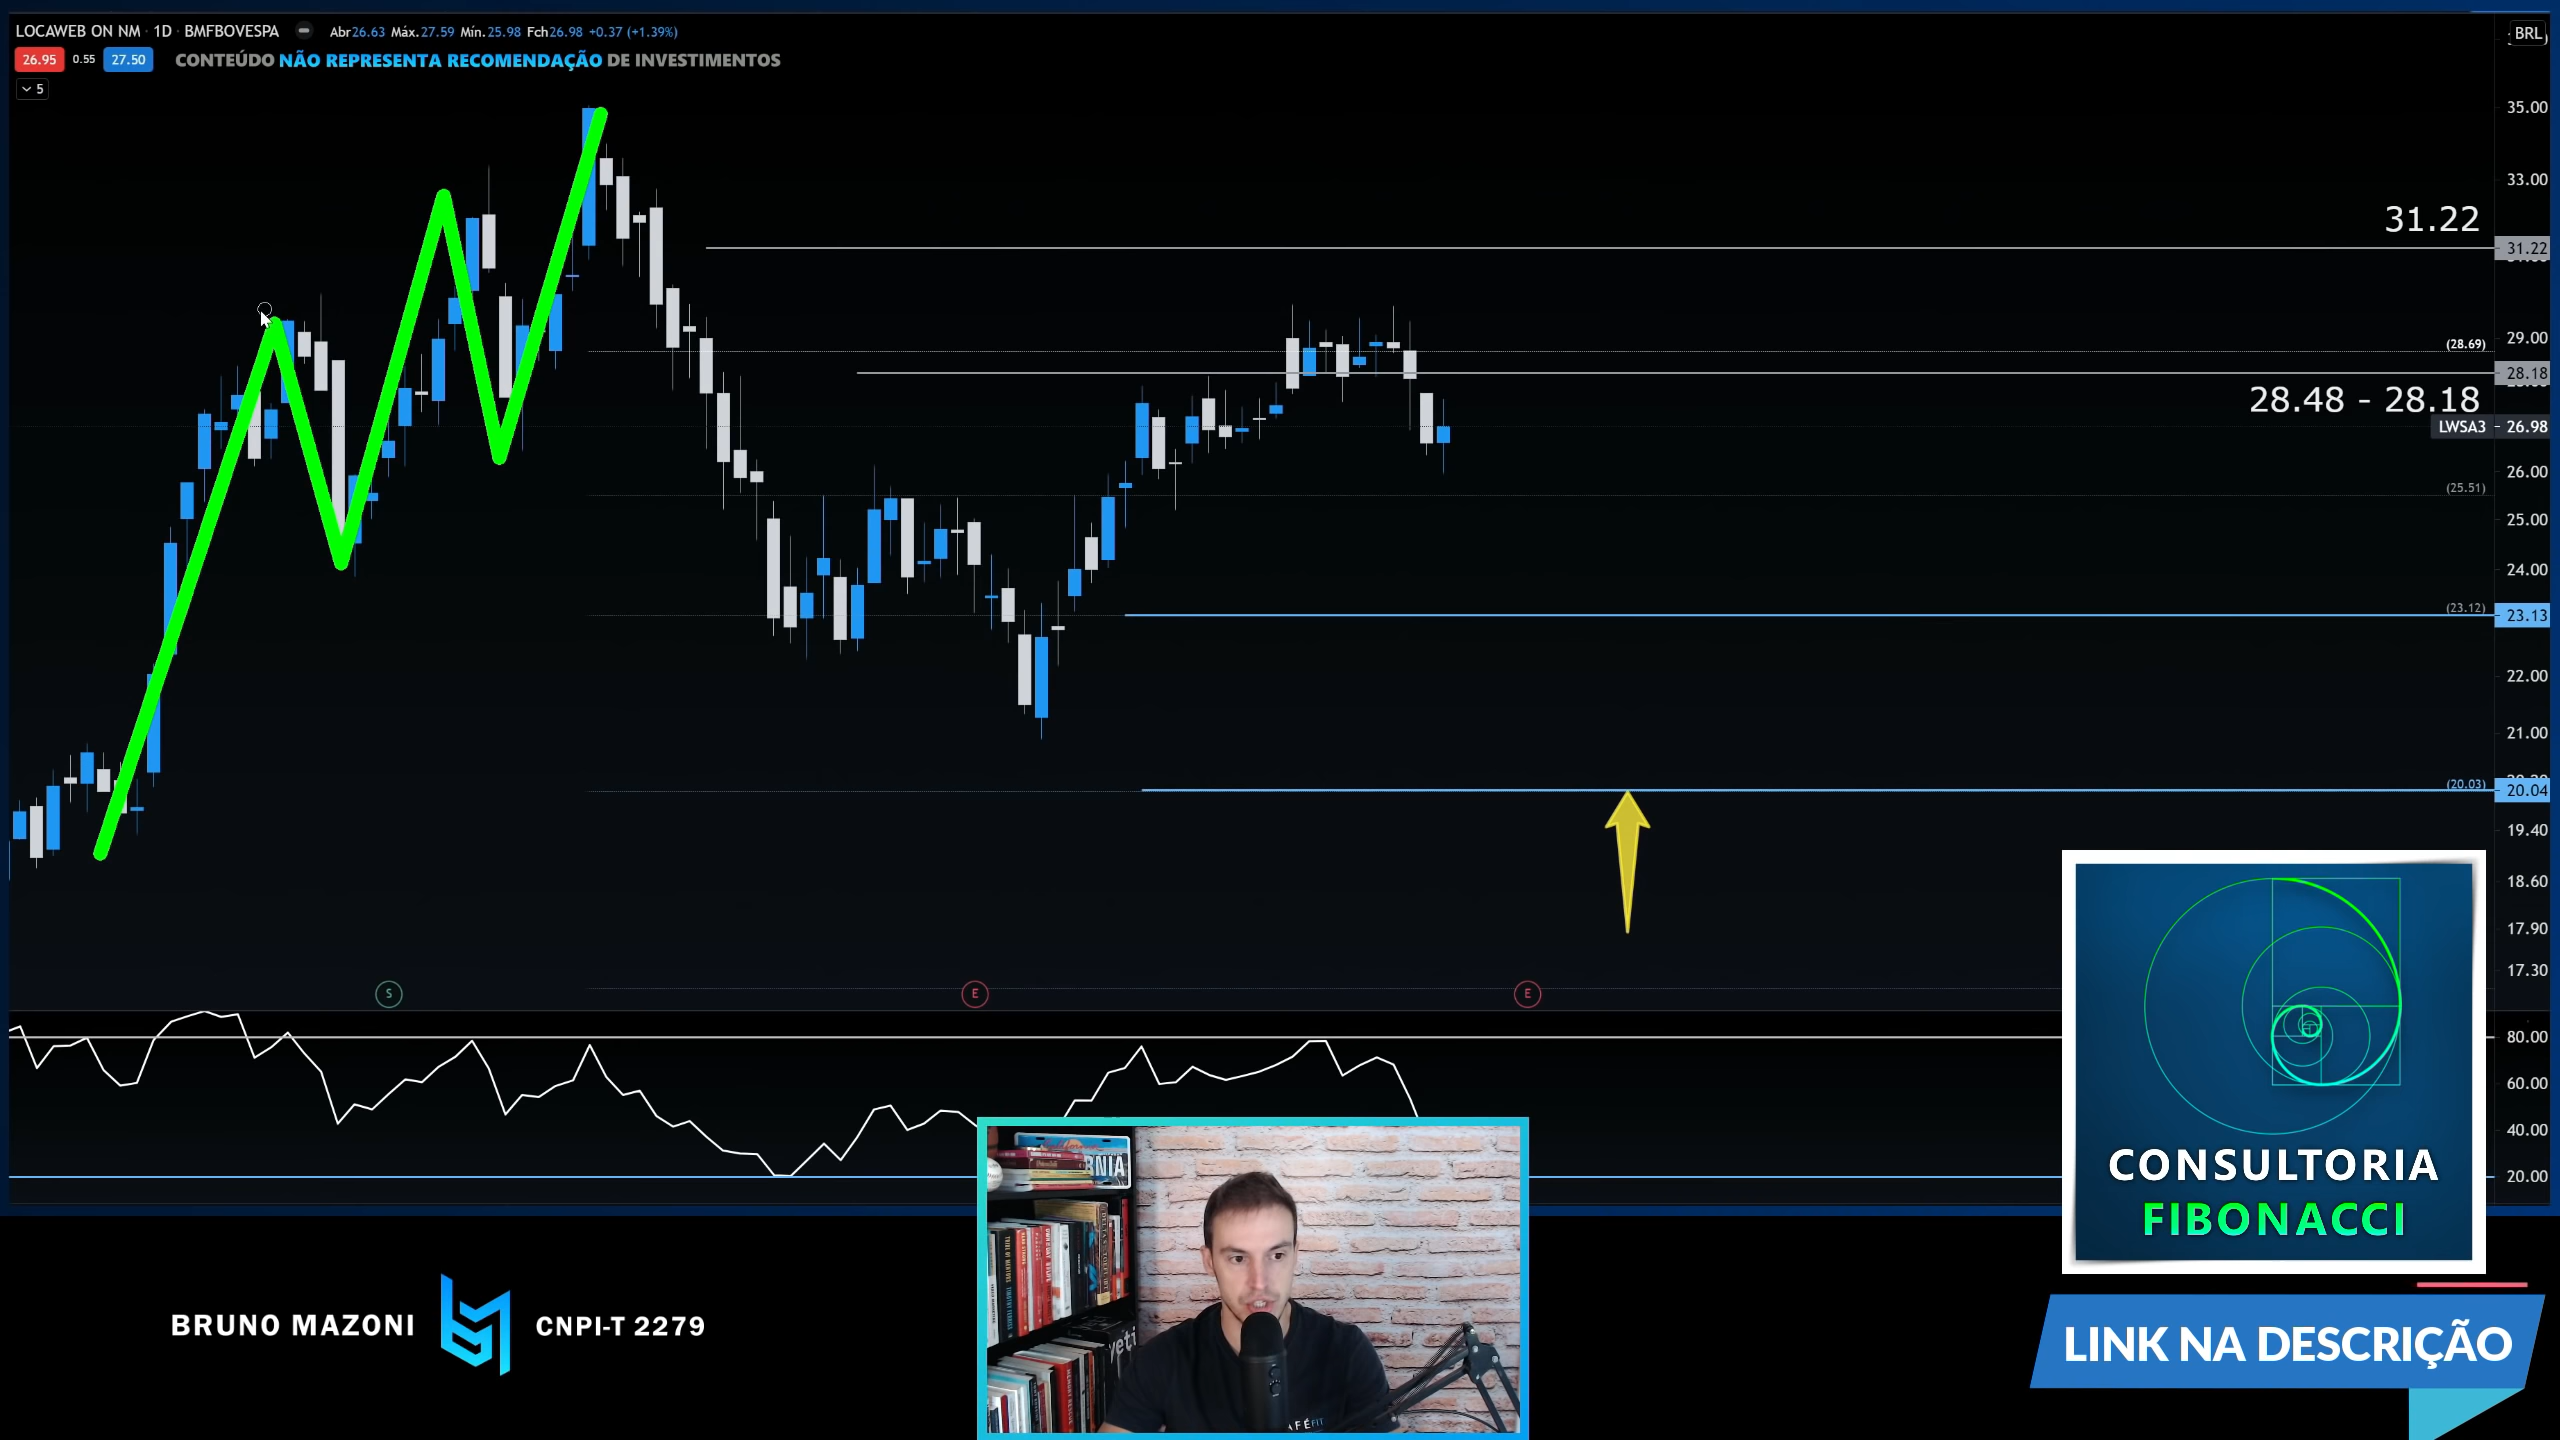 LOCAWEB ON NM · 1D · BMFBOVESPA Abr26.63 Máx.27.59 Mín.25.98 Fch26.98 +0.37 (+1.39%)
BRL
26.95 0.55 27.50
CONTEÚDO NÃO REPRESENTA RECOMENDAÇÃO DE INVESTIMENTOS
5
35.00
33.00
31.22
31.22
29.00
(28.69)
28.18
28.48 - 28.18
LWSA3 26.98
26.00
(25.51)
25.00
24.00
(23.12)
23.13
22.00
21.00
(20.03)
20.04
19.40
18.60
17.90
17.30
S
E
E
80.00
60.00
40.00
20.00
CONSULTORIA
FIBONACCI
RNIA
yeti
BRUNO MAZONI
CNPI-T 2279
LINK NA DESCRIÇÃO
AFÉFIT